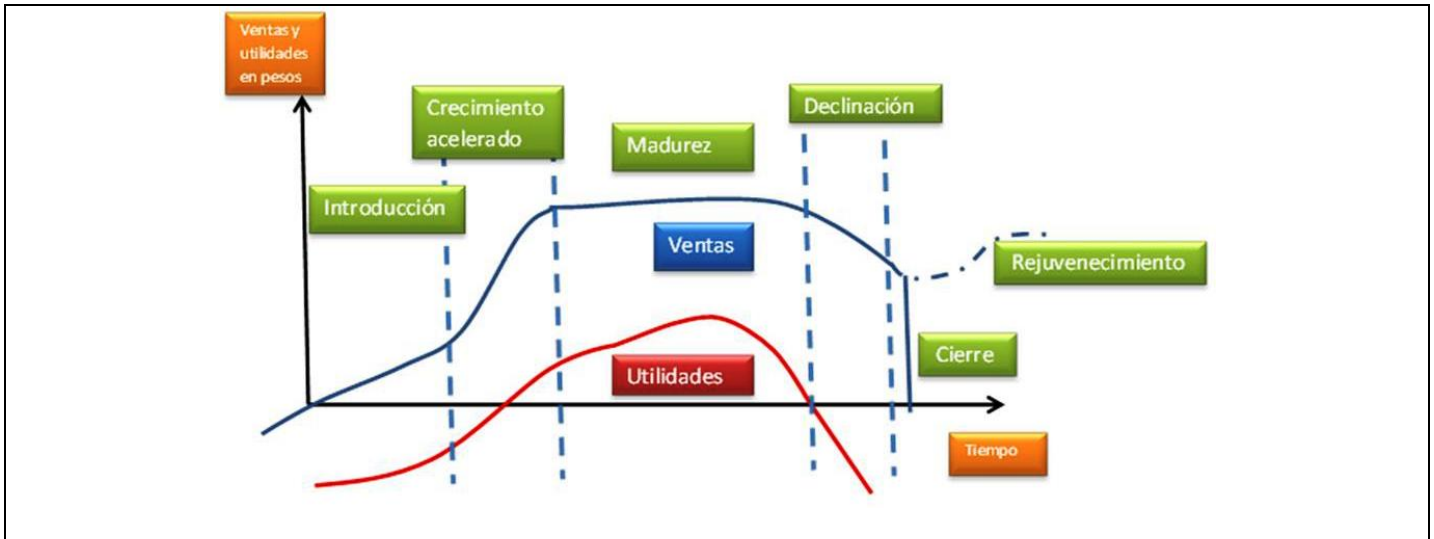 Ventas y
utilidades
en pesos
Crecimiento
acelerado
Declinación
Madurez
Introducción
Ventas
Rejuvenecimiento
Cierre
Utilidades
Tiempo